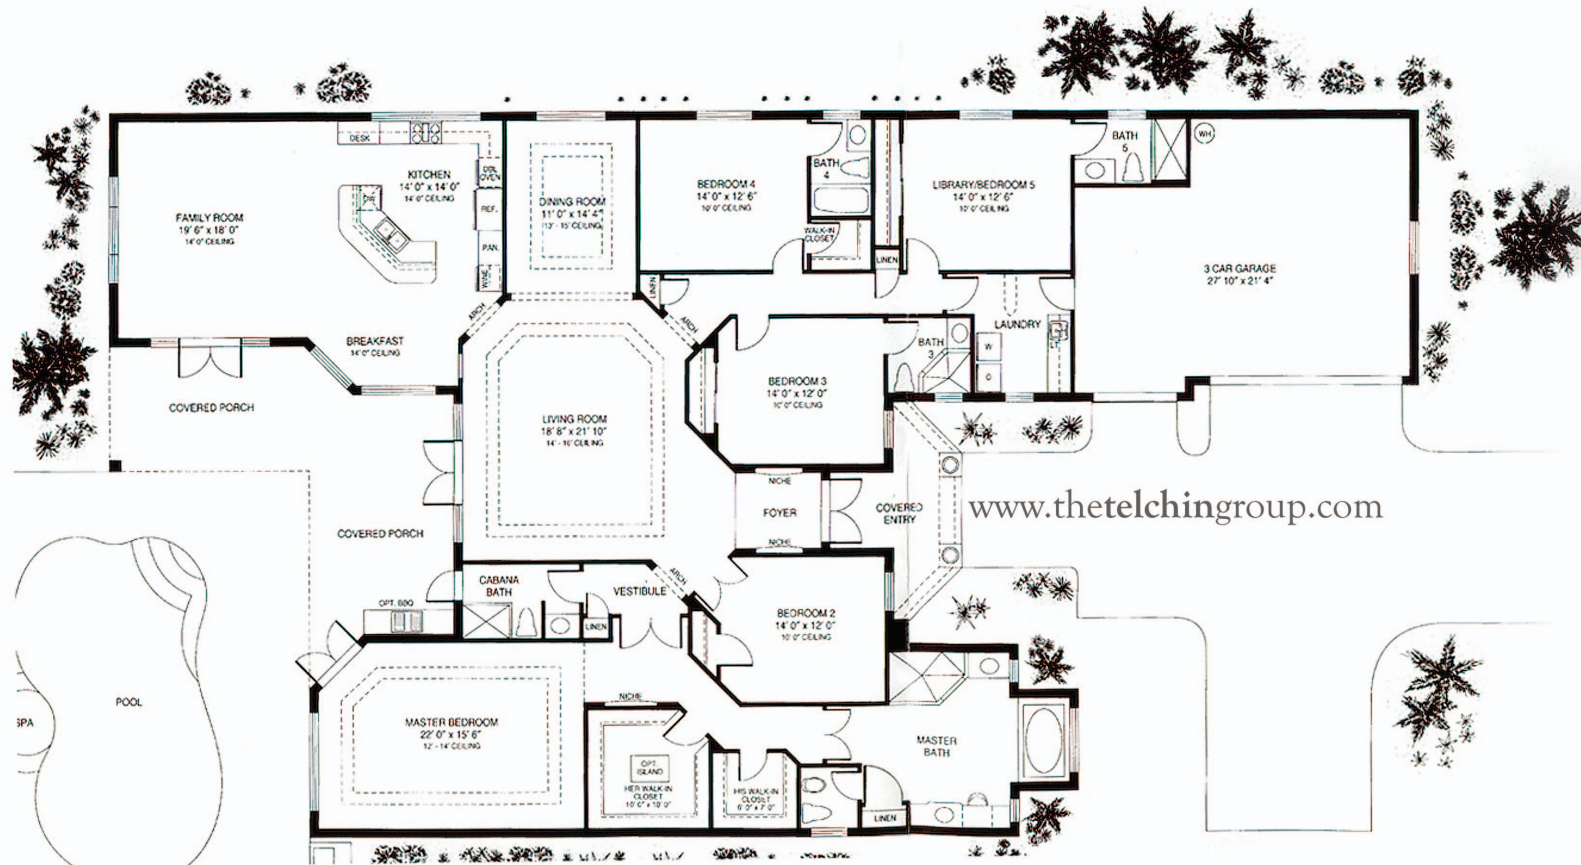 DESK
KITCHEN
14' 0" x 14' 0"
14' 0" CEILING
DBL
OVEN
DW
REF.
PAN.
WINE
FAMILY ROOM
19' 6" x 18' 0"
14' 0" CEILING
BREAKFAST
14' 0" CEILING
ARCH
DINING ROOM
11' 0" x 14' 4"
13' - 15' CEILING
BEDROOM 4
14' 0" x 12' 6"
10' 0" CEILING
BATH
4
WALK-IN
CLOSET
LINEN
LINEN
LIBRARY/BEDROOM 5
14' 0" x 12' 6"
10' 0" CEILING
BATH
5
WH
3 CAR GARAGE
27' 10" x 21' 4"
LAUNDRY
W
D
LT.
ARCH
BATH
3
BEDROOM 3
14' 0" x 12' 0"
10' 0" CEILING
COVERED PORCH
LIVING ROOM
18' 8" x 21' 10"
14' - 16' CEILING
NICHE
FOYER
NICHE
COVERED
ENTRY
www.thetelchingroup.com
COVERED PORCH
OPT. BBQ
CABANA
BATH
VESTIBULE
ARCH
LINEN
BEDROOM 2
14' 0" x 12' 0"
10' 0" CEILING
POOL
SPA
MASTER BEDROOM
22' 0" x 15' 6"
12' - 14' CEILING
NICHE
OPT.
ISLAND
HER WALK-IN
CLOSET
10' 0" x 10' 0"
HIS WALK-IN
CLOSET
6' 0" x 7' 0"
MASTER
BATH
LINEN